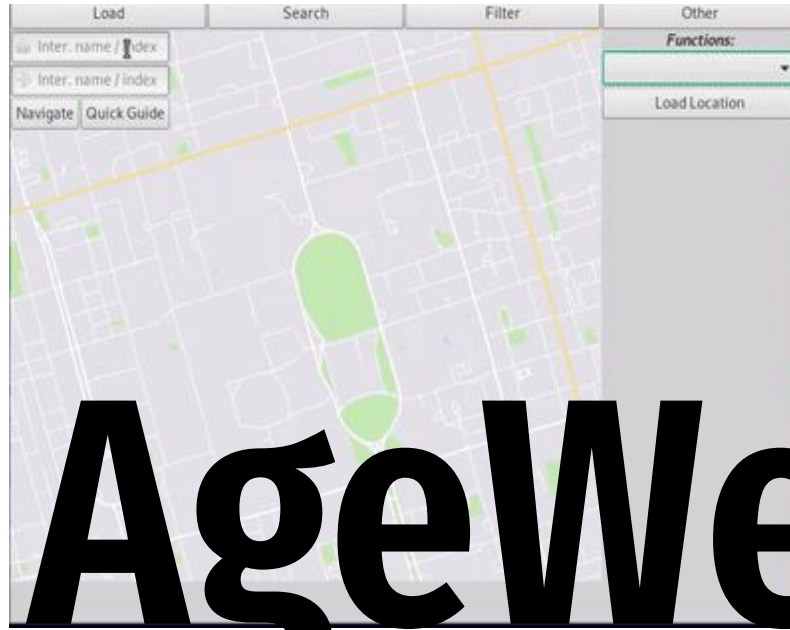 Load Search Filter Other
Inter. name / index
Functions:
Inter. name / index
Navigate Quick Guide
Load Location
AgeWe